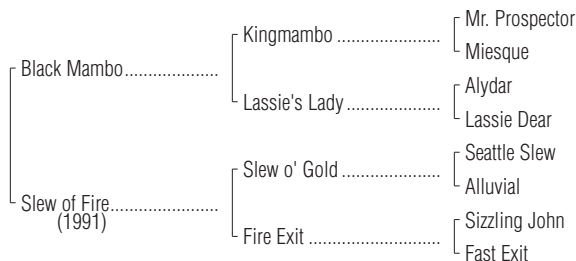 Mr. Prospector
Kingmambo ......................
Miesque
Black Mambo....................
Alydar
Lassie's Lady ....................
Lassie Dear
Seattle Slew
Slew o' Gold .....................
Alluvial
Slew of Fire.......................
(1991)
Sizzling John
Fire Exit ............................
Fast Exit